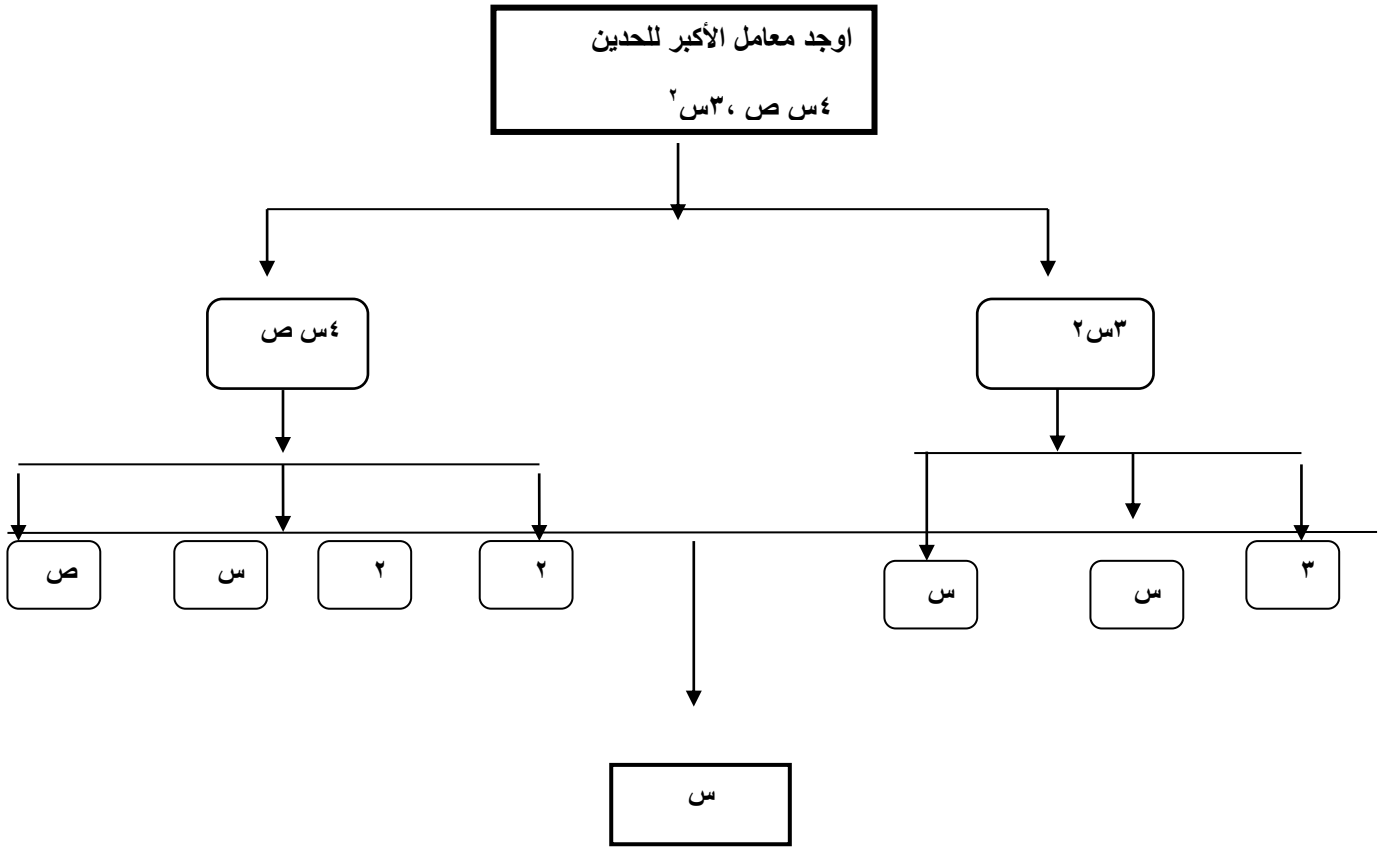 اوجد معامل الأكبر للحدين
٤س ص ،٣س٢
٣س٢
٤س ص
٣
س
س
٢
٢
س
ص
س